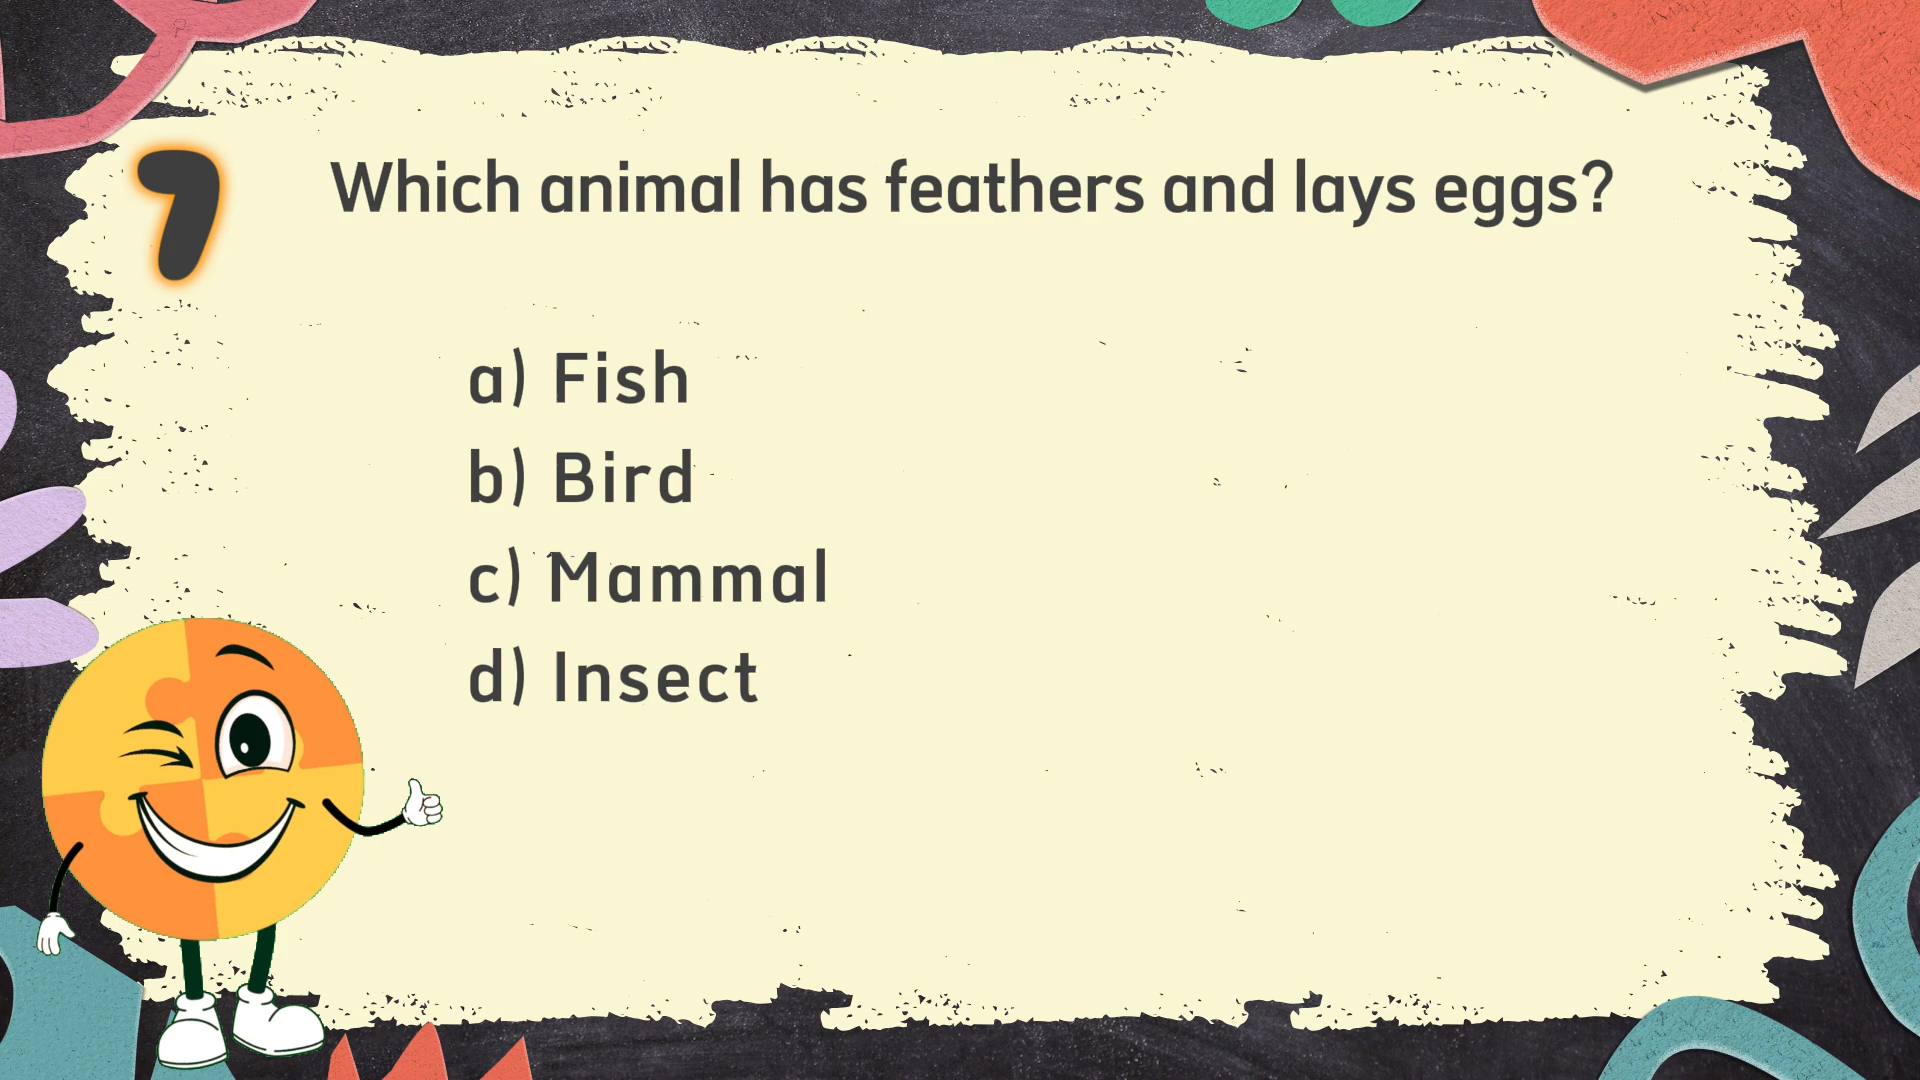 7
Which animal has feathers and lays eggs?
a) Fish
b) Bird
c) Mammal
d) Insect